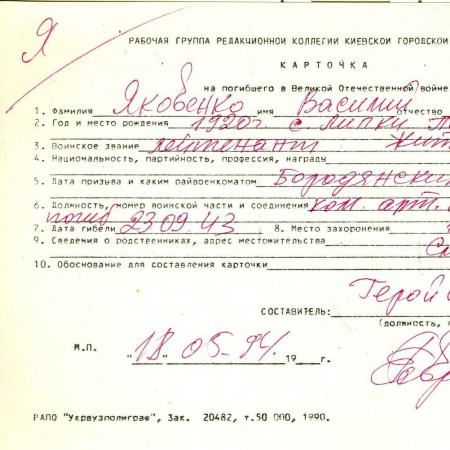 Я
РАБОЧАЯ ГРУППА РЕДАКЦИОННОЙ КОЛЛЕГИИ КИЕВСКОЙ ГОРОДСКОЙ
КАРТОЧКА
на погибшего в Великой Отечественной войне
1. Фамилия Яковенко имя Василий отчество
2. Год и место рождения 1920г с. Липки,
3. Воинское звание лейтенант
4. Национальность, партийность, профессия, награды
5. Дата призыва и каким райвоенкоматом Бородянский
6. Должность, номер воинской части и соединения ком. арт.
погиб
7. Дата гибели 23 09 43 8. Место захоронения
9. Сведения о родственниках, адрес местожительства
10. Обоснование для составления карточки
Герой
СОСТАВИТЕЛЬ:
(должность,
М.П. "18" 05-94. 19 г.
РАПО "Укрвузполиграф", Зак. 20482, т.50 000, 1990.